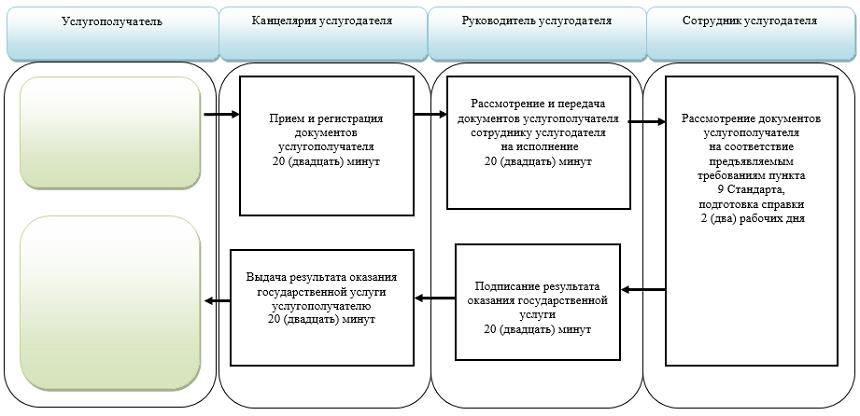 Услугополучатель
Канцелярия услугодателя
Руководитель услугодателя
Сотрудник услугодателя
Прием и регистрация
документов
услугополучателя
20 (двадцать) минут
Рассмотрение и передача
документов услугополучателя
сотруднику услугодателя
на исполнение
20 (двадцать) минут
Рассмотрение документов
услугополучателя
на соответствие
предъявляемым
требованиям пункта
9 Стандарта,
подготовка справки
2 (два) рабочих дня
Подписание результата
оказания государственной
услуги
20 (двадцать) минут
Выдача результата оказания
государственной услуги
услугополучателю
20 (двадцать) минут